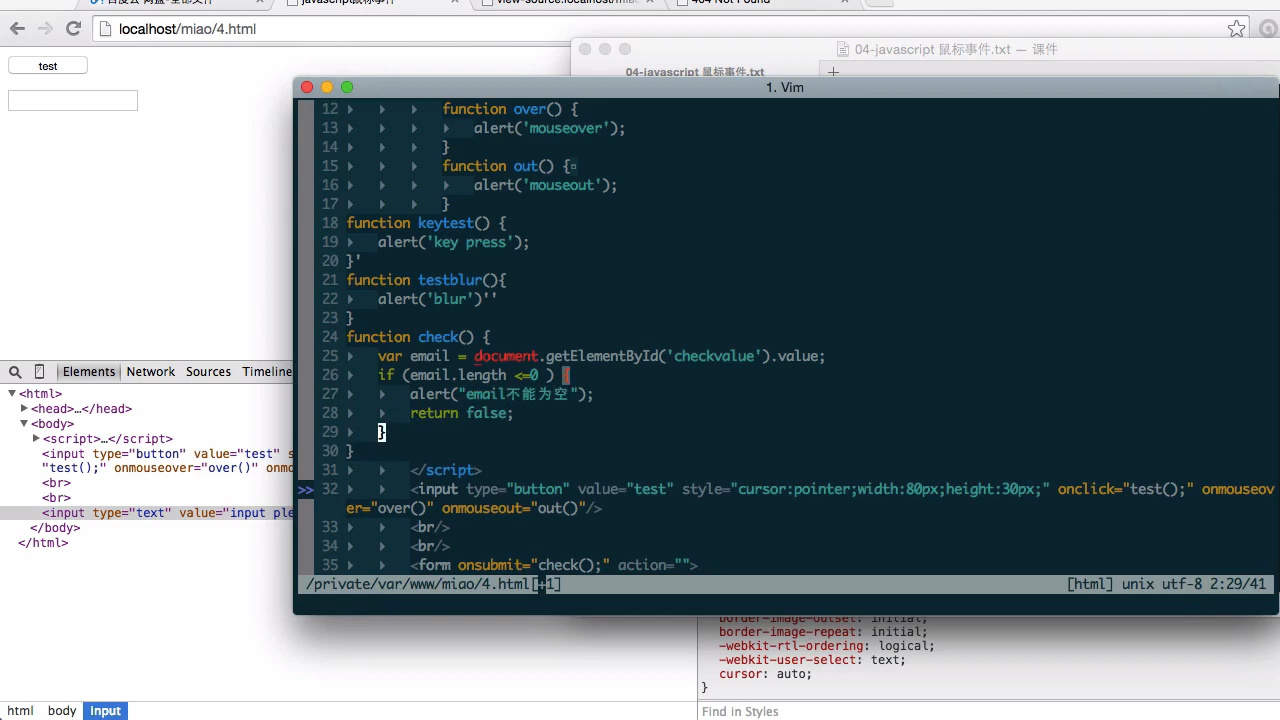 localhost/miao/4.html
test
04-javascript 鼠标事件.txt — 课件
04-javascript 鼠标事件.txt
1. Vim
12 function over() {
13 alert('mouseover');
14 }
15 function out() {
16 alert('mouseout');
17 }
18 function keytest() {
19 alert('key press');
20 }'
21 function testblur(){
22 alert('blur')''
23 }
24 function check() {
25 var email = document.getElementById('checkvalue').value;
26 if (email.length <=0 ) {
27 alert("email不能为空");
28 return false;
29 }
30 }
31 </script>
>> 32 <input type="button" value="test" style="cursor:pointer;width:80px;height:30px;" onclick="test();" onmouseov
er="over()" onmouseout="out()"/>
33 <br/>
34 <br/>
35 <form onsubmit="check();" action="">
/private/var/www/miao/4.html[+1] [html] unix utf-8 2:29/41
Elements Network Sources Timeline
<html>
<head>…</head>
<body>
<script>…</script>
<input type="button" value="test" s
"test();" onmouseover="over()" onmo
<br>
<br>
<input type="text" value="input ple
</body>
</html>
border-image-outset: initial;
border-image-repeat: initial;
-webkit-rtl-ordering: logical;
-webkit-user-select: text;
cursor: auto;
}
html body input
Find in Styles